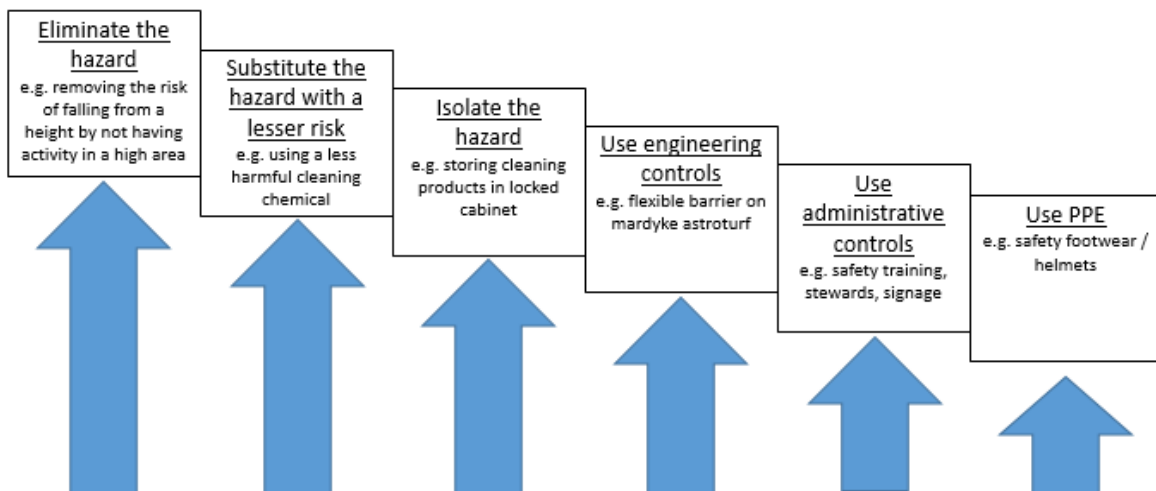 Eliminate the
hazard
e.g. removing the risk
of falling from a
height by not having
activity in a high area
Substitute the
hazard with a
lesser risk
e.g. using a less
harmful cleaning
chemical
Isolate the
hazard
e.g. storing cleaning
products in locked
cabinet
Use engineering
controls
e.g. flexible barrier on
mardyke astroturf
Use
administrative
controls
e.g. safety training,
stewards, signage
Use PPE
e.g. safety footwear /
helmets